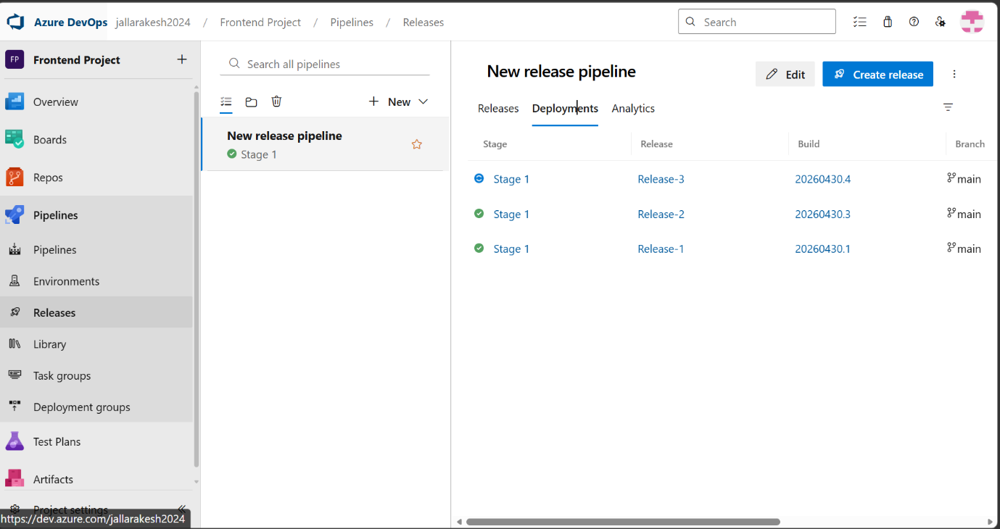 Azure DevOps jallarakesh2024 / Frontend Project / Pipelines / Releases Search
FP Frontend Project
Overview
Boards
Repos
Pipelines
Pipelines
Environments
Releases
Library
Task groups
Deployment groups
Test Plans
Artifacts
Project settings
https://dev.azure.com/jallarakesh2024
Search all pipelines
New
New release pipeline
Stage 1
New release pipeline
Edit Create release
Releases Deployments Analytics
Stage Release Build Branch
Stage 1 Release-3 20260430.4 main
Stage 1 Release-2 20260430.3 main
Stage 1 Release-1 20260430.1 main